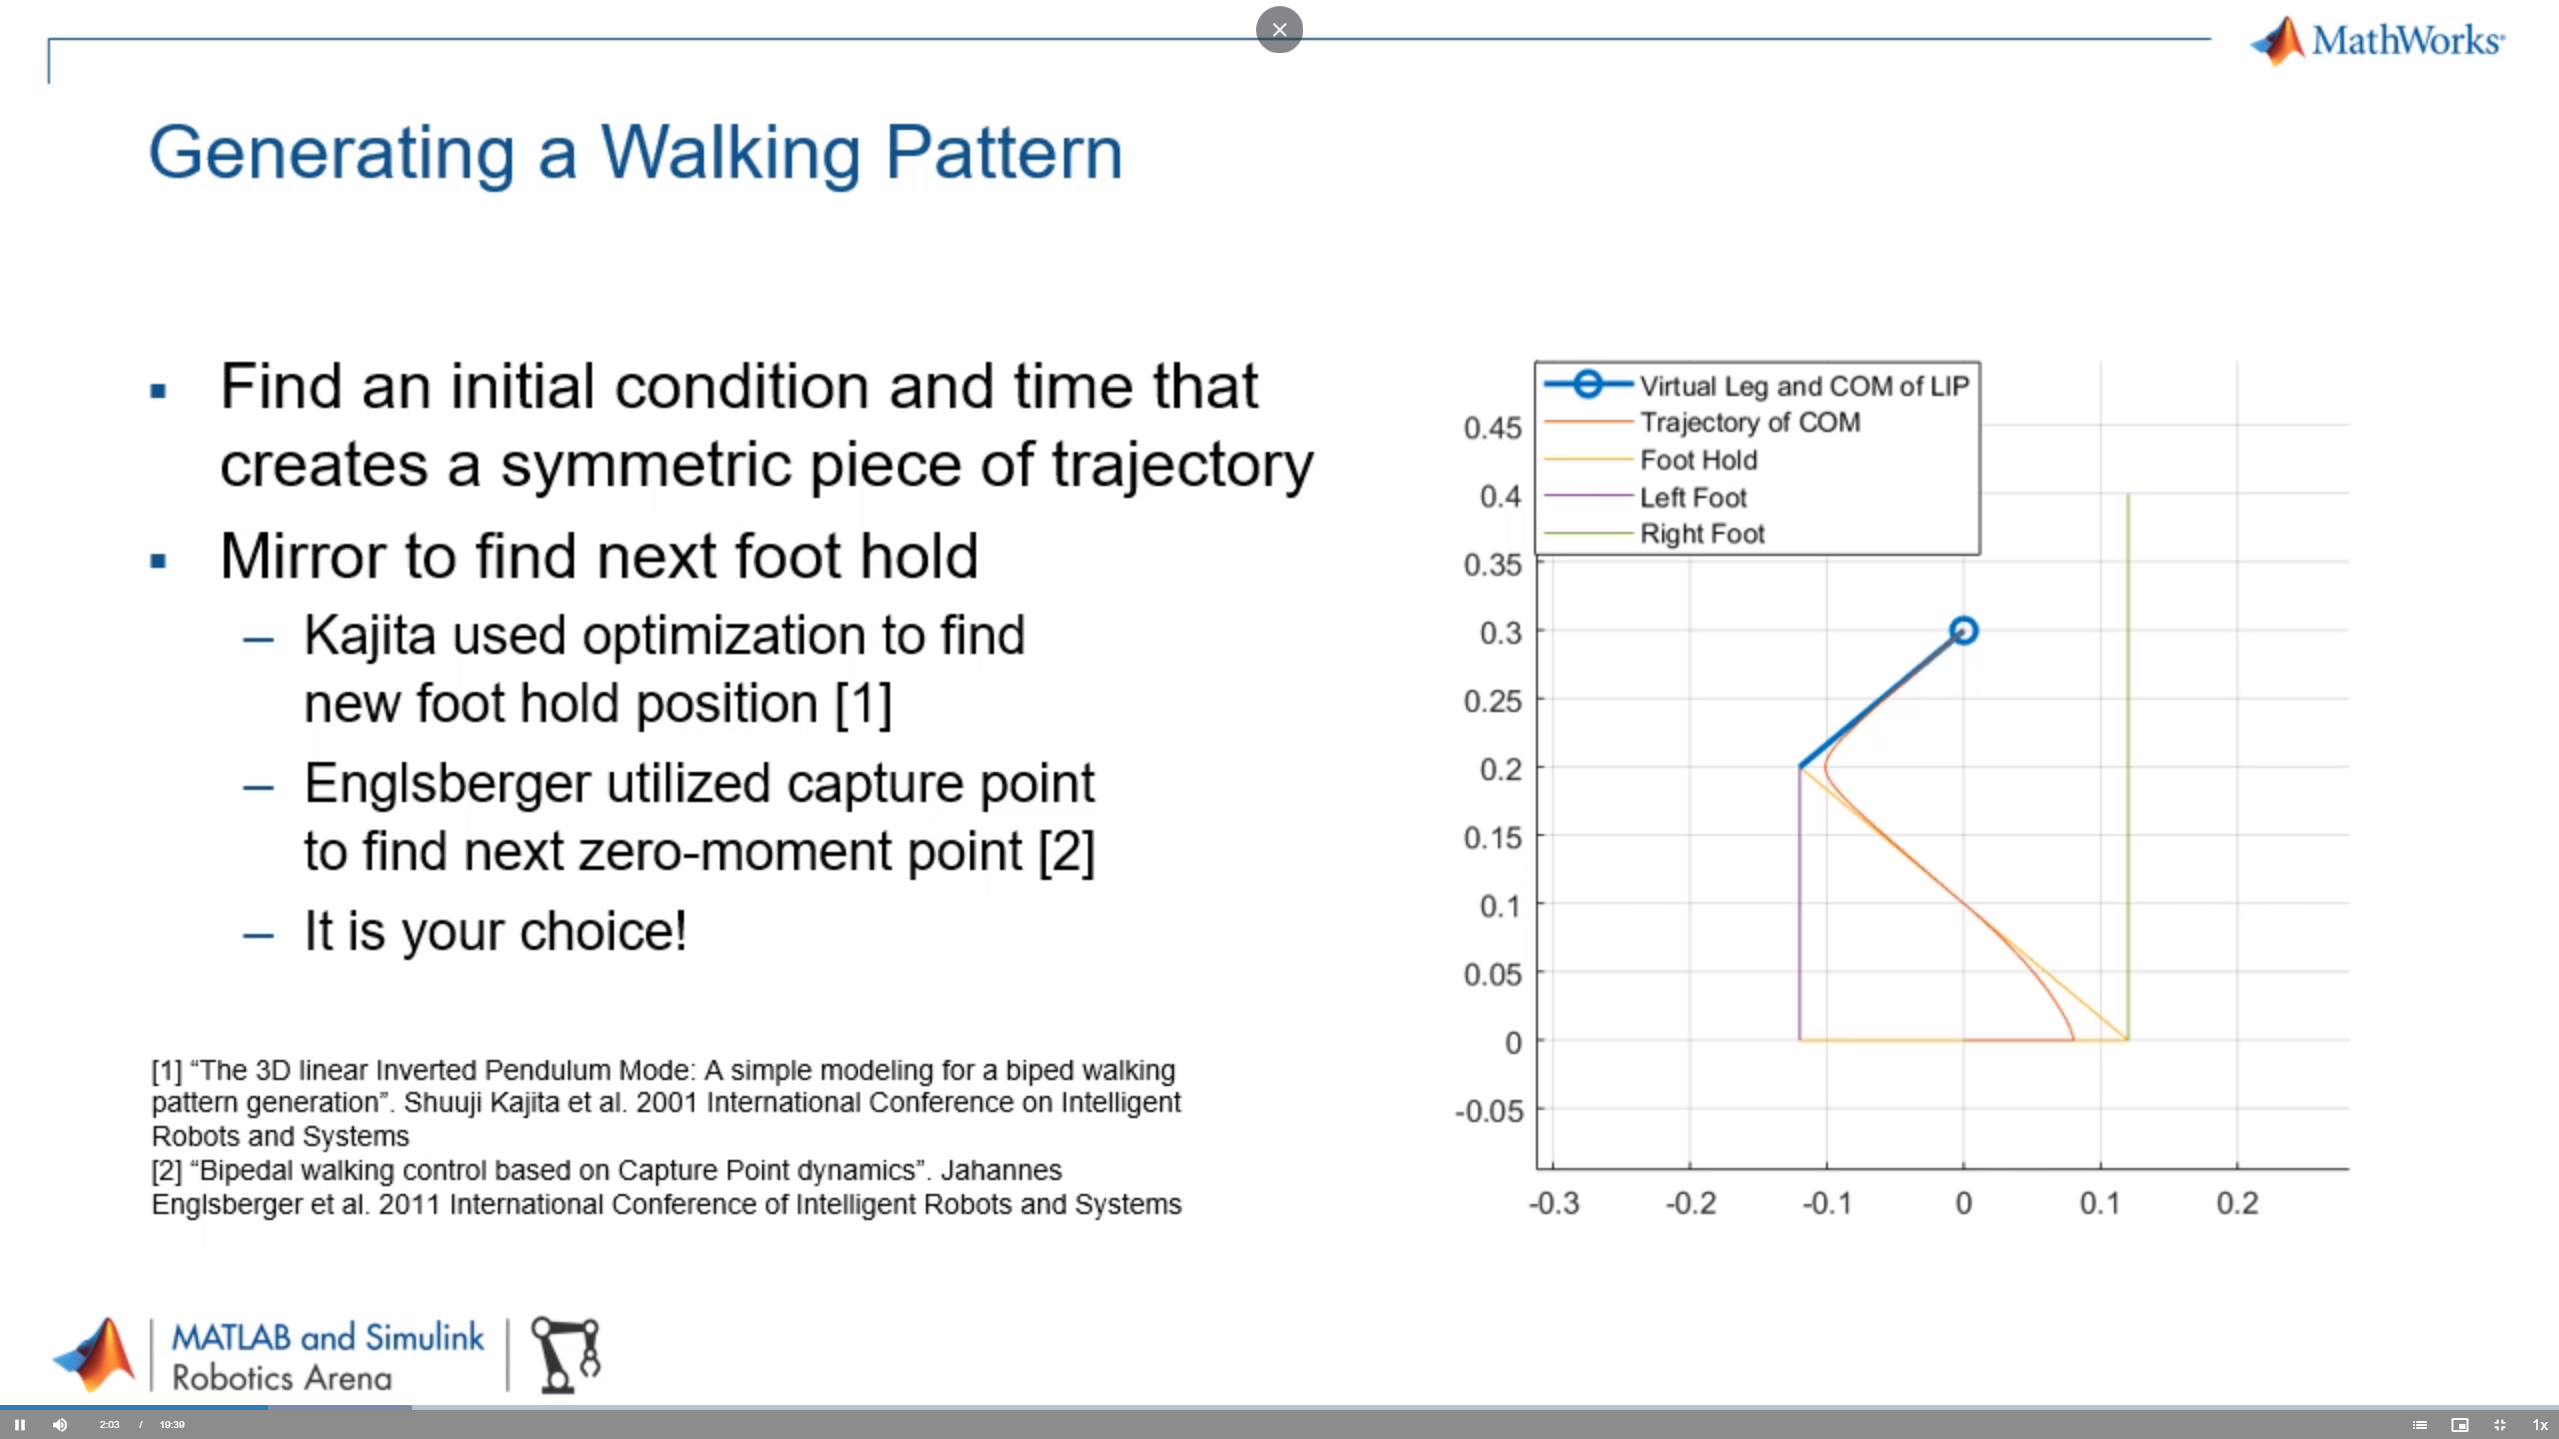 MathWorks®
Generating a Walking Pattern
▪ Find an initial condition and time that
creates a symmetric piece of trajectory
▪ Mirror to find next foot hold
– Kajita used optimization to find
new foot hold position [1]
– Englsberger utilized capture point
to find next zero-moment point [2]
– It is your choice!
[1] “The 3D linear Inverted Pendulum Mode: A simple modeling for a biped walking
pattern generation”. Shuuji Kajita et al. 2001 International Conference on Intelligent
Robots and Systems
[2] “Bipedal walking control based on Capture Point dynamics”. Jahannes
Englsberger et al. 2011 International Conference of Intelligent Robots and Systems
Virtual Leg and COM of LIP
Trajectory of COM
Foot Hold
Left Foot
Right Foot
0.45
0.4
0.35
0.3
0.25
0.2
0.15
0.1
0.05
0
-0.05
-0.3 -0.2 -0.1 0 0.1 0.2
MATLAB and Simulink
Robotics Arena
2:03 / 19:39 1x